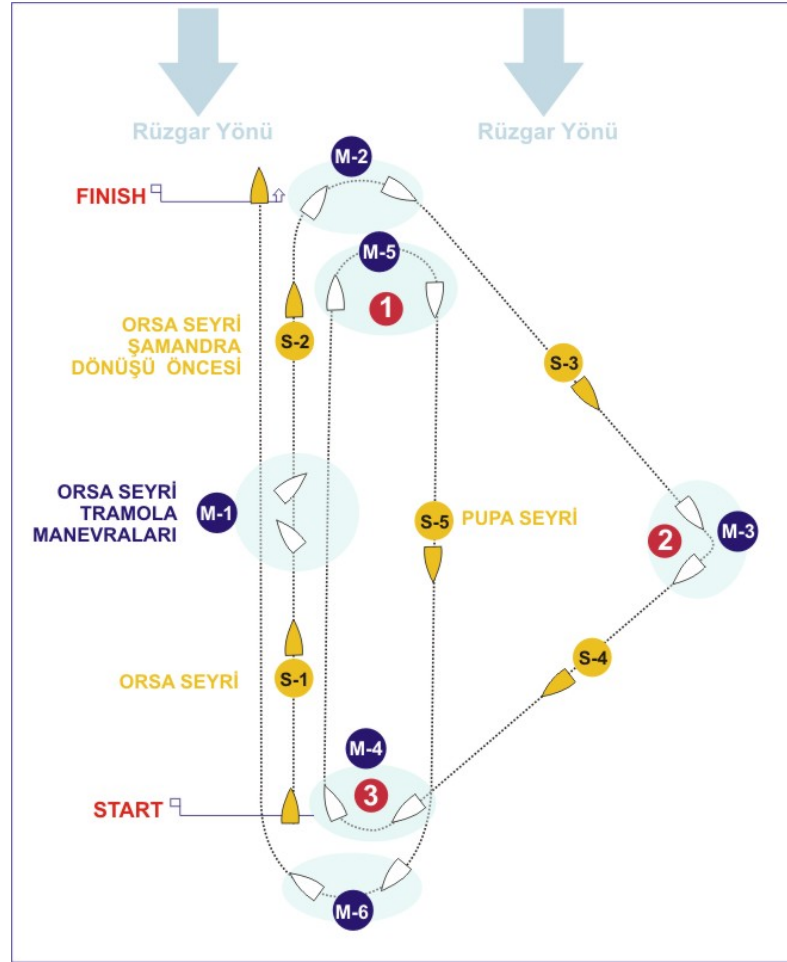 Rüzgar Yönü
Rüzgar Yönü
M-2
FINISH
M-5
1
ORSA SEYRİ
ŞAMANDRA
DÖNÜŞÜ ÖNCESİ
S-2
S-3
ORSA SEYRİ
TRAMOLA
MANEVRALARI
M-1
S-5
PUPA SEYRİ
2
M-3
ORSA SEYRİ
S-1
S-4
M-4
3
START
M-6